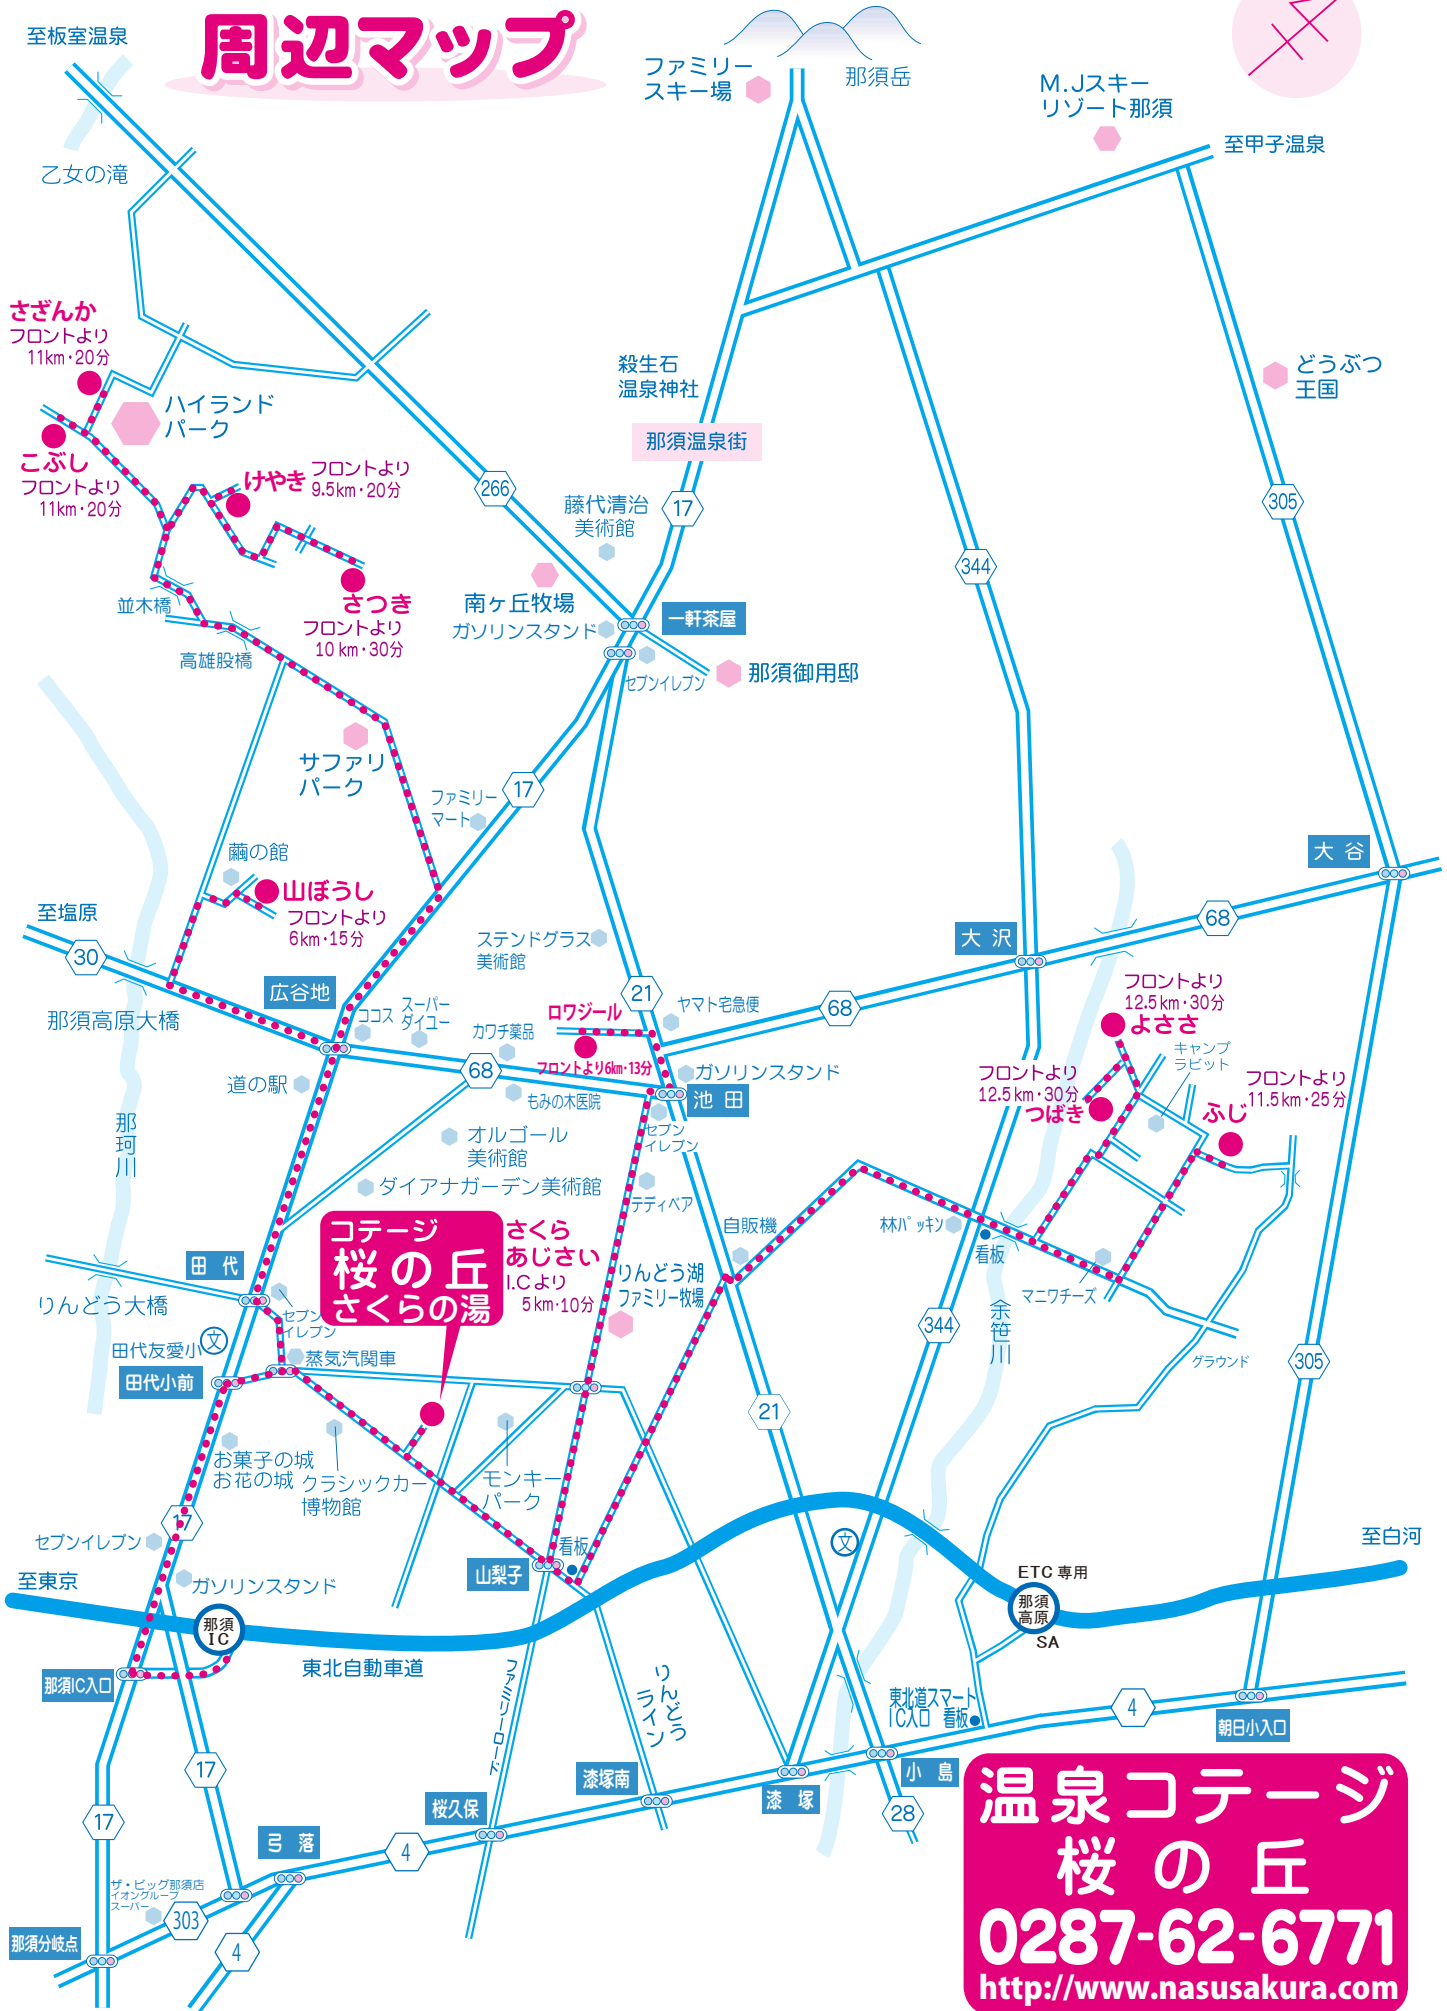 周辺マップ
至板室温泉
乙女の滝
ファミリー
スキー場
那須岳
M.Jスキー
リゾート那須
至甲子温泉
さざんか
フロントより
11km・20分
ハイランド
パーク
こぶし
フロントより
11km・20分
けやき
フロントより
9.5km・20分
さつき
フロントより
10km・30分
並木橋
高雄股橋
サファリ
パーク
266
殺生石
温泉神社
那須温泉街
17
藤代清治
美術館
南ヶ丘牧場
ガソリンスタンド
一軒茶屋
セブンイレブン
那須御用邸
どうぶつ
王国
305
344
17
ファミリー
マート
繭の館
山ぼうし
フロントより
6km・15分
至塩原
30
那須高原大橋
広谷地
ココス
スーパー
ダイユー
カワチ薬品
ステンドグラス
美術館
21
ヤマト宅急便
ロワジール
フロントより6km・13分
68
68
68
大谷
大沢
ガソリンスタンド
池田
道の駅
もみの木医院
オルゴール
美術館
セブン
イレブン
ダイアナガーデン美術館
テディベア
那珂川
フロントより
12.5km・30分
よささ
キャンプ
ラビット
フロントより
12.5km・30分
つばき
フロントより
11.5km・25分
ふじ
自販機
林パッキン
看板
マニワチーズ
余笹川
グラウンド
田代
りんどう大橋
セブン
イレブン
コテージ
桜の丘
さくらの湯
さくら
あじさい
I.Cより
5km・10分
りんどう湖
ファミリー牧場
田代友愛小
文
蒸気汽関車
田代小前
344
305
21
お菓子の城
お花の城
クラシックカー
博物館
モンキー
パーク
17
セブンイレブン
至東京
ガソリンスタンド
山梨子
看板
文
至白河
ETC専用
那須
高原
SA
那須
IC
東北自動車道
那須IC入口
ファミリーロード
りんどう
ライン
東北道スマート
IC入口 看板
4
朝日小入口
17
17
漆塚南
漆塚
小島
28
桜久保
弓落
4
ザ・ビッグ那須店
イオングループ
スーパー
303
4
那須分岐点
温泉コテージ
桜の丘
0287-62-6771
http://www.nasusakura.com